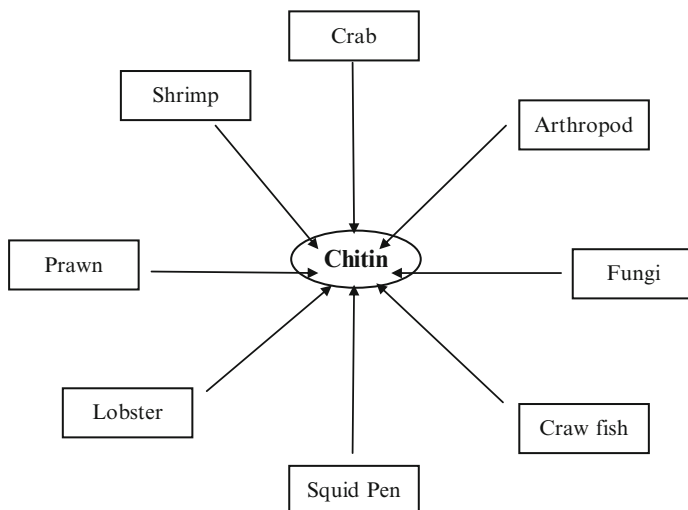 Crab
Shrimp
Arthropod
Chitin
Prawn
Fungi
Lobster
Craw fish
Squid Pen